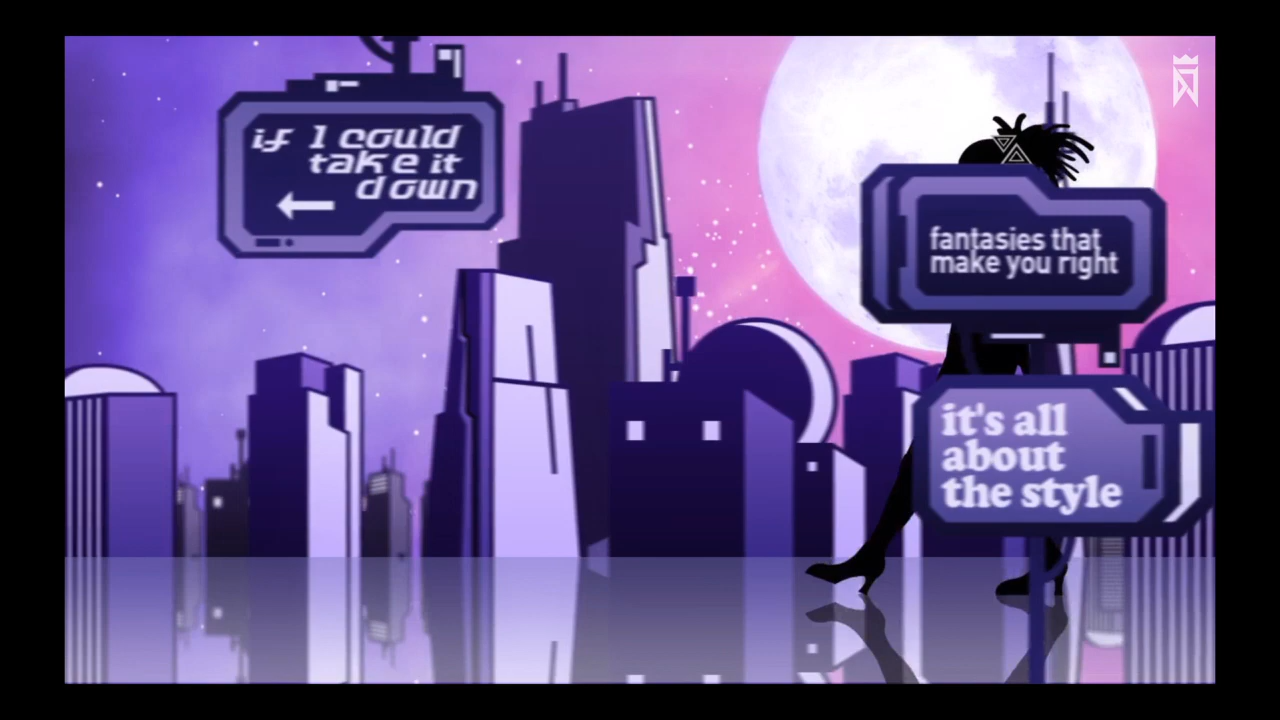 if I could
take it
down
fantasies that
make you right
it's all
about
the style